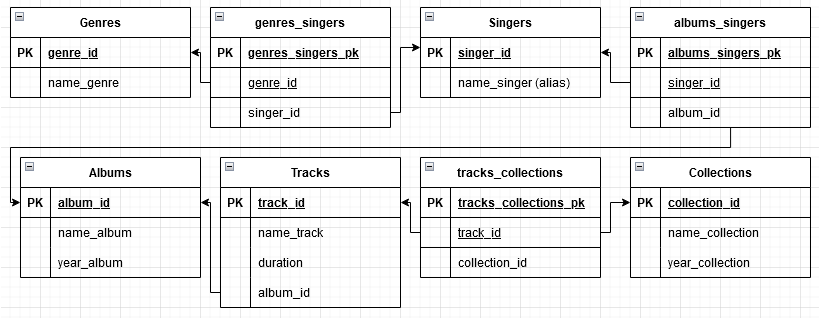 Genres
PK genre_id
name_genre
genres_singers
PK genres_singers_pk
genre_id
singer_id
Singers
PK singer_id
name_singer (alias)
albums_singers
PK albums_singers_pk
singer_id
album_id
Albums
PK album_id
name_album
year_album
Tracks
PK track_id
name_track
duration
album_id
tracks_collections
PK tracks_collections_pk
track_id
collection_id
Collections
PK collection_id
name_collection
year_collection